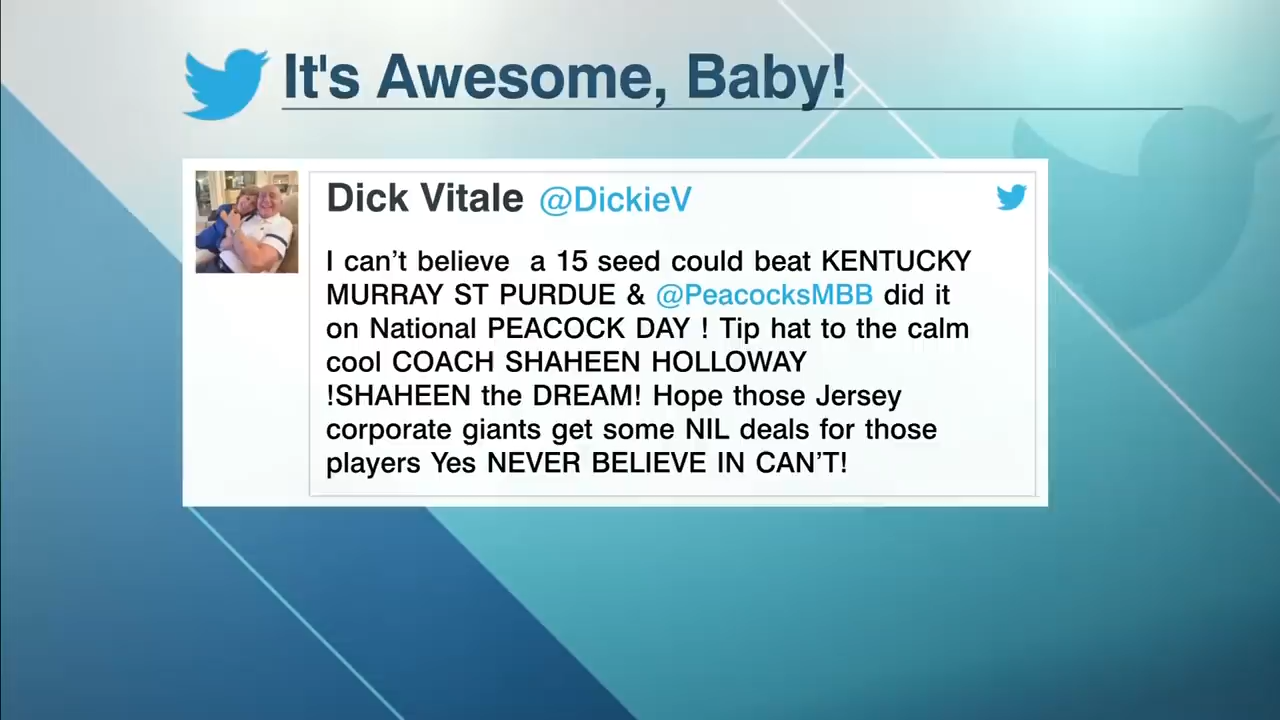 It's Awesome, Baby!
Dick Vitale @DickieV
I can’t believe  a 15 seed could beat KENTUCKY
MURRAY ST PURDUE & @PeacocksMBB did it
on National PEACOCK DAY ! Tip hat to the calm
cool COACH SHAHEEN HOLLOWAY
!SHAHEEN the DREAM! Hope those Jersey
corporate giants get some NIL deals for those
players Yes NEVER BELIEVE IN CAN’T!